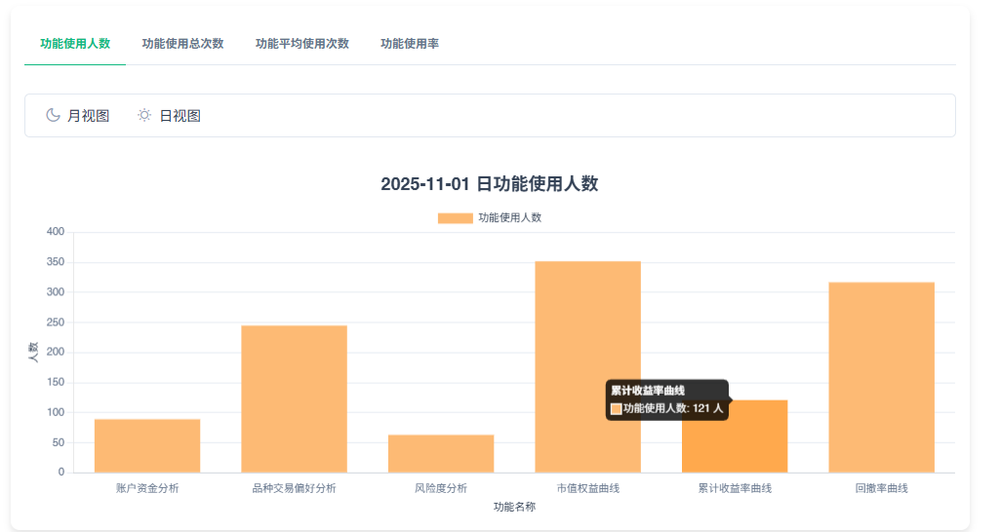 功能使用人数 功能使用总次数 功能平均使用次数 功能使用率
月视图 日视图
2025-11-01 日功能使用人数
功能使用人数
400
350
300
250
200
150
100
50
0
人数
累计收益率曲线
功能使用人数: 121 人
账户资金分析 品种交易偏好分析 风险度分析 市值权益曲线 累计收益率曲线 回撤率曲线
功能名称